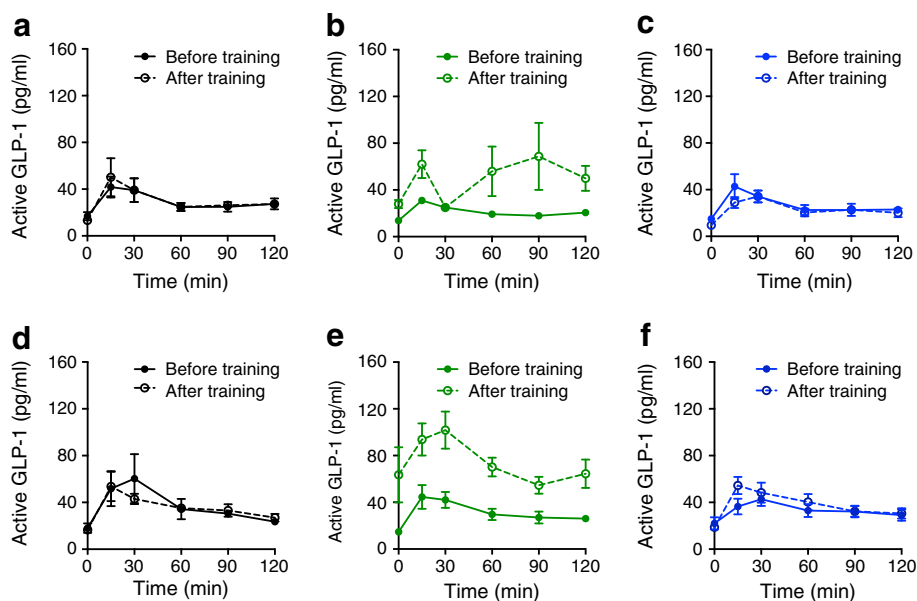 a
160
120
80
40
0
Active GLP-1 (pg/ml)
Before training
After training
0 30 60 90 120
Time (min)
b
160
120
80
40
0
Active GLP-1 (pg/ml)
Before training
After training
0 30 60 90 120
Time (min)
c
160
120
80
40
0
Active GLP-1 (pg/ml)
Before training
After training
0 30 60 90 120
Time (min)
d
160
120
80
40
0
Active GLP-1 (pg/ml)
Before training
After training
0 30 60 90 120
Time (min)
e
160
120
80
40
0
Active GLP-1 (pg/ml)
Before training
After training
0 30 60 90 120
Time (min)
f
160
120
80
40
0
Active GLP-1 (pg/ml)
Before training
After training
0 30 60 90 120
Time (min)